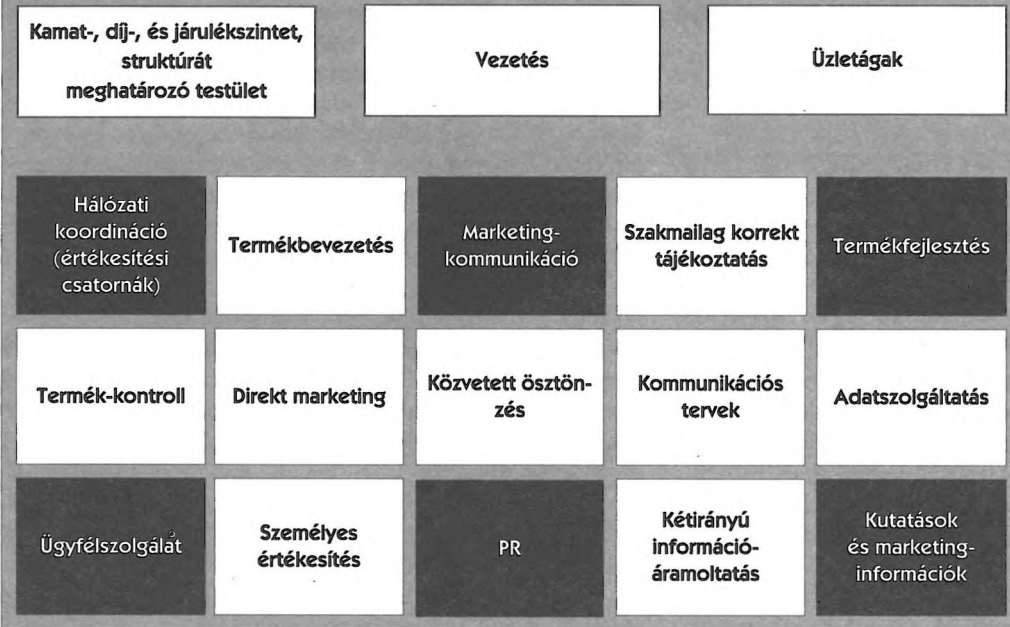 Kamat-, díj-, és járulékszintet,
struktúrát
meghatározó testület
Vezetés
Üzletágak
Hálózati
koordináció
(értékesítési
csatornák)
Termékbevezetés
Marketing-
kommunikáció
Szakmailag korrekt
tájékoztatás
Termékfejlesztés
Termék-kontroll
Direkt marketing
Közvetett ösztön-
zés
Kommunikációs
tervek
Adatszolgáltatás
Ügyfélszolgálat
Személyes
értékesítés
PR
Kétirányú
információ-
áramoltatás
Kutatások
és marketing-
információk